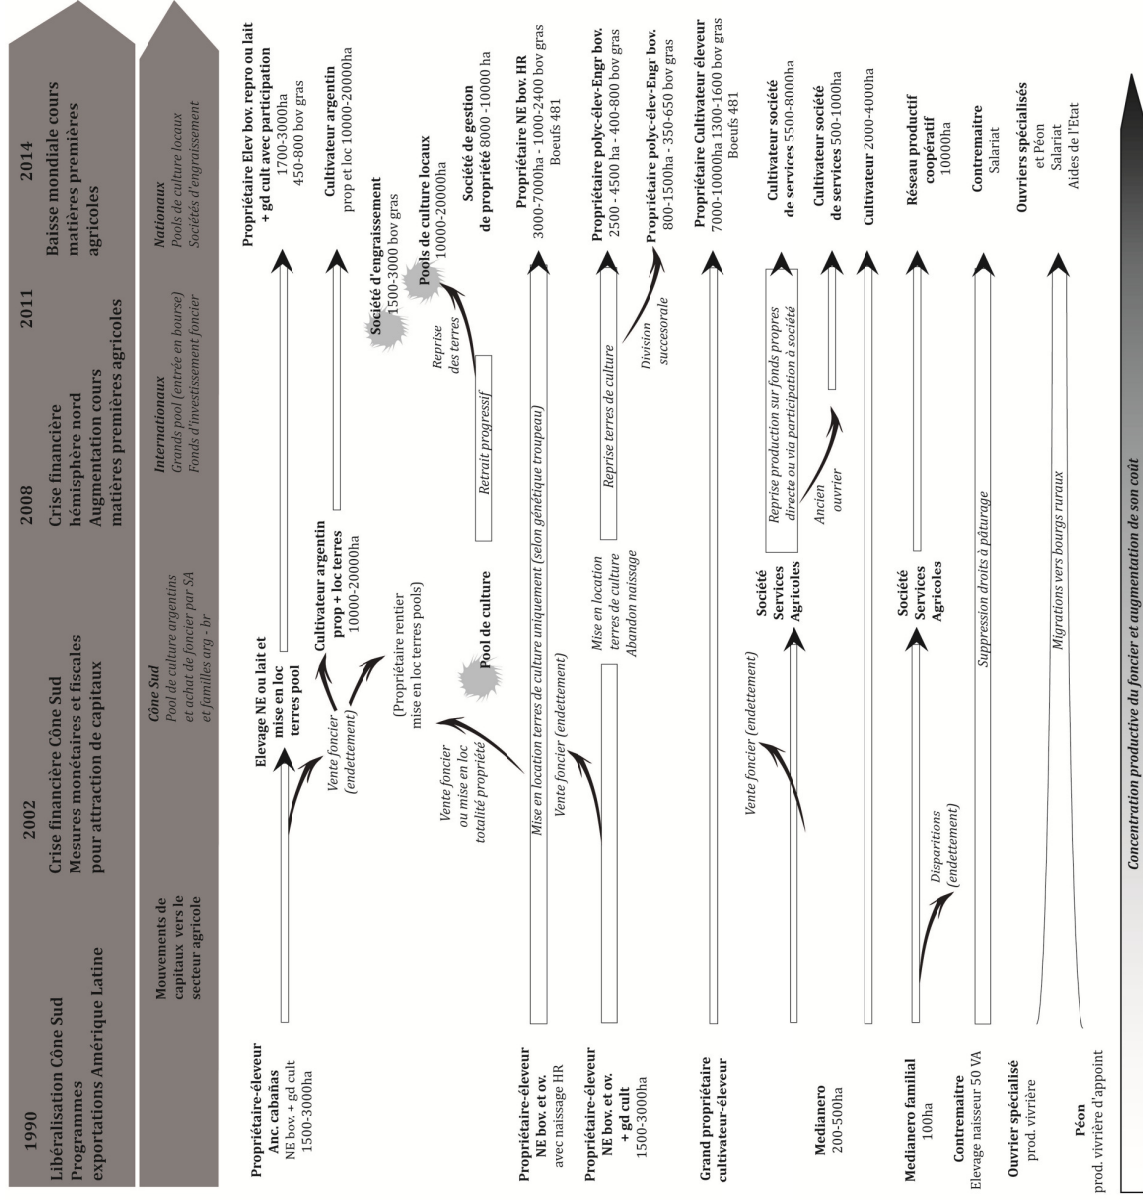 1990
Libéralisation Cône Sud
Programmes
exportations Amérique Latine
2002
Crise financière Cône Sud
Mesures monétaires et fiscales
pour attraction de capitaux
2008
Crise financière
hémisphère nord
Augmentation cours
matières premières agricoles
2011
2014
Baisse mondiale cours
matières premières
agricoles
Mouvements de
capitaux vers le
secteur agricole
Cône Sud
Pool de culture argentins
et achat de foncier par SA
et familles arg - br
Internationaux
Grands pool (entrée en bourse)
Fonds d'investissement foncier
Nationaux
Pools de culture locaux
Sociétés d'engraissement
Propriétaire-éleveur
Anc. cabañas
NE bov. + gd cult
1500-3000ha
Elevage NE ou lait et
mise en loc
terres pool
Propriétaire Elev bov. repro ou lait
+ gd cult avec participation
1700-3000ha
450-800 bov gras
Vente foncier
(endettement)
Cultivateur argentin
prop + loc terres
10000-20000ha
Cultivateur argentin
prop et loc 10000-20000ha
(Propriétaire rentier
mise en loc terres pools)
Société d'engraissement
1500-3000 bov gras
Pools de culture locaux
10000-20000ha
Vente foncier
ou mise en loc
totalité propriété
Pool de culture
Retrait progressif
Reprise
des terres
Société de gestion
de propriété 8000 -10000 ha
Propriétaire-éleveur
NE bov. et ov.
avec naissage HR
Mise en location terres de culture uniquement (selon génétique troupeau)
Propriétaire NE bov. HR
3000-7000ha - 1000-2400 bov gras
Boeufs 481
Vente foncier (endettement)
Propriétaire-éleveur
NE bov. et ov.
+ gd cult
1500-3000ha
Mise en location
terres de culture
Abandon naissage
Reprise terres de culture
Propriétaire polyc-élev-Engr bov.
2500 - 4500 ha - 400-800 bov gras
Division
succesorale
Propriétaire polyc-élev-Engr bov.
800-1500ha - 350-650 bov gras
Grand propriétaire
cultivateur-éleveur
Propriétaire Cultivateur éleveur
7000-10000ha 1300-1600 bov gras
Boeufs 481
Vente foncier (endettement)
Medianero
200-500ha
Société
Services
Agricoles
Reprise production sur fonds propres
directe ou via participation à société
Cultivateur société
de services 5500-8000ha
Ancien
ouvrier
Cultivateur société
de services 500-1000ha
Cultivateur 2000-4000ha
Medianero familial
100ha
Disparitions
(endettement)
Société
Services
Agricoles
Réseau productif
coopératif
10000ha
Contremaitre
Elevage naisseur 50 VA
Suppression droits à pâturage
Contremaitre
Salariat
Ouvrier spécialisé
prod. vivrière
Péon
prod. vivrière d'appoint
Migrations vers bourgs ruraux
Ouvriers spécialisés
et Péon
Salariat
Aides de l'Etat
Concentration productive du foncier et augmentation de son coût